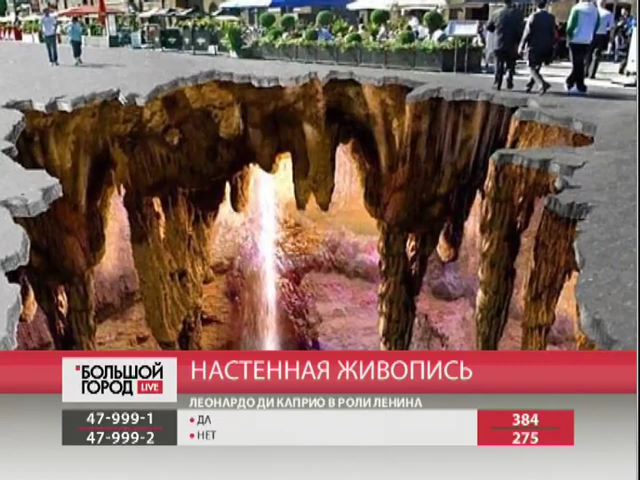 БОЛЬШОЙ
ГОРОД LIVE
НАСТЕННАЯ ЖИВОПИСЬ
ЛЕОНАРДО ДИ КАПРИО В РОЛИ ЛЕНИНА
47-999-1 • ДА 384
47-999-2 • НЕТ 275